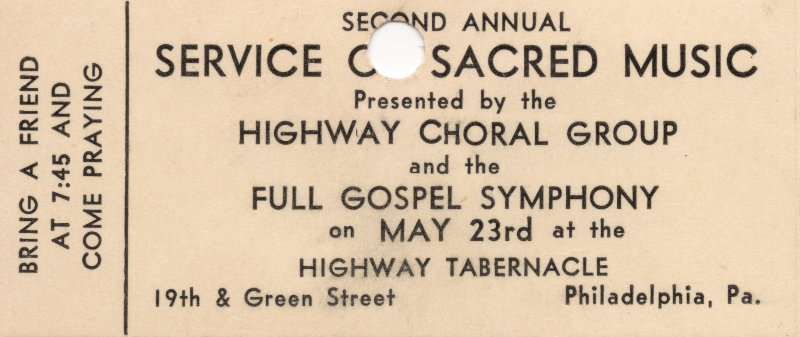 SECOND ANNUAL
SERVICE OF SACRED MUSIC
Presented by the
HIGHWAY CHORAL GROUP
and the
FULL GOSPEL SYMPHONY
on MAY 23rd at the
HIGHWAY TABERNACLE
19th & Green Street Philadelphia, Pa.
BRING A FRIEND
AT 7:45 AND
COME PRAYING